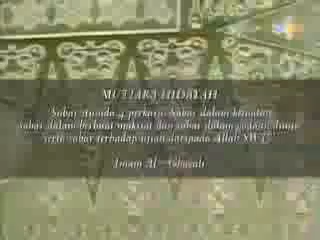 MUTIARA HIDAYAH
"Sabar itu ada 4 perkara. Sabar dalam ketaatan,
sabar dalam berbuat maksiat dan sabar dalam godaan dunia
serta sabar terhadap ujian daripada Allah SWT."
Imam Al-Ghazali